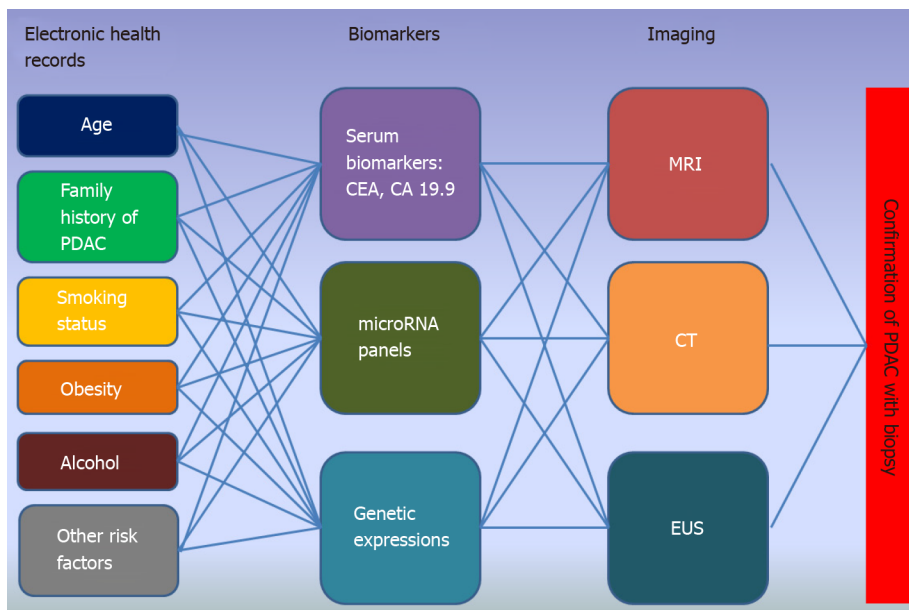 Electronic health
records
Biomarkers
Imaging
Age
Family
history of
PDAC
Smoking
status
Obesity
Alcohol
Other risk
factors
Serum
biomarkers:
CEA, CA 19.9
microRNA
panels
Genetic
expressions
MRI
CT
EUS
Confirmation of PDAC with biopsy